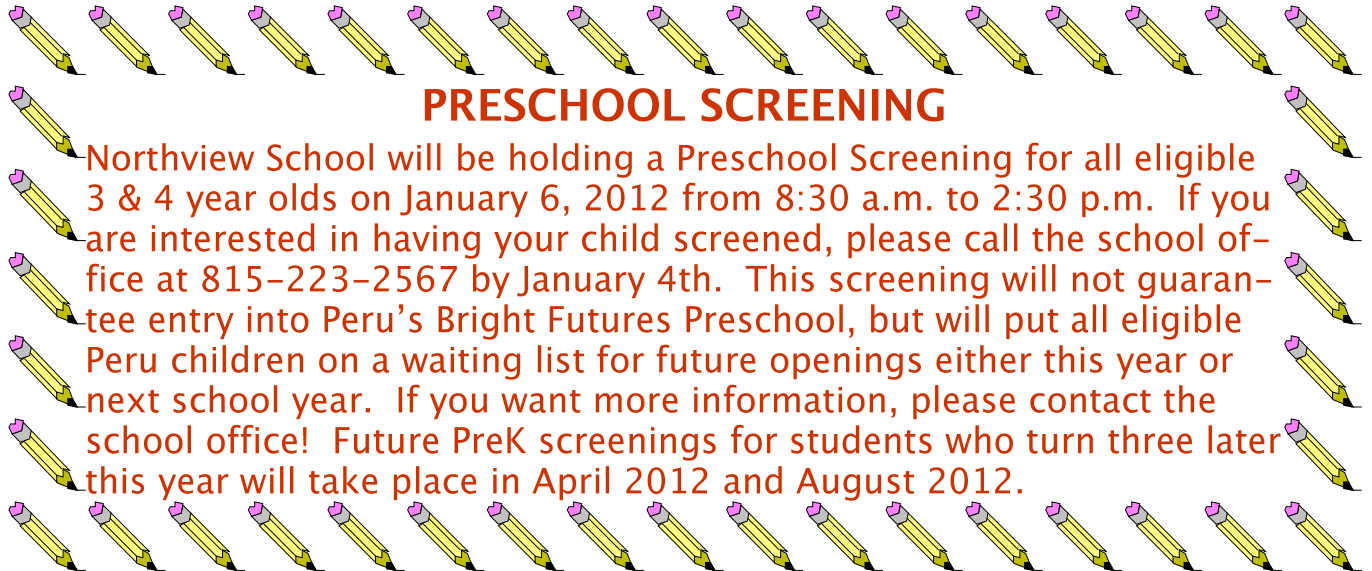 PRESCHOOL SCREENING
Northview School will be holding a Preschool Screening for all eligible
3 & 4 year olds on January 6, 2012 from 8:30 a.m. to 2:30 p.m.  If you
are interested in having your child screened, please call the school of-
fice at 815-223-2567 by January 4th.  This screening will not guaran-
tee entry into Peru’s Bright Futures Preschool, but will put all eligible
Peru children on a waiting list for future openings either this year or
next school year.  If you want more information, please contact the
school office!  Future PreK screenings for students who turn three later
this year will take place in April 2012 and August 2012.